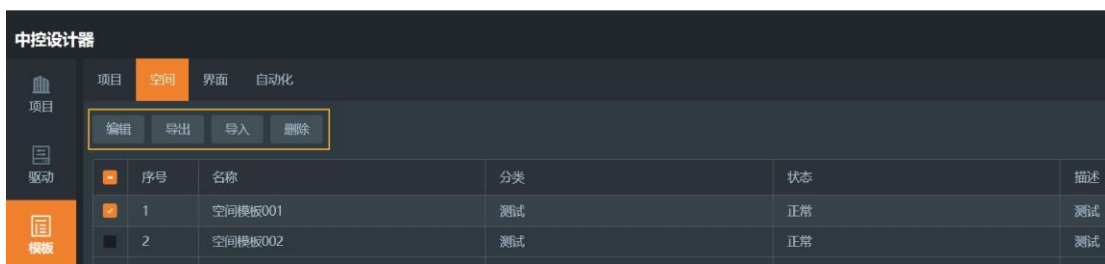 中控设计器
项目 空间 界面 自动化
项目
编辑 导出 导入 删除
驱动
序号 名称 分类 状态 描述
1 空间模板001 测试 正常 测试
模板
2 空间模板002 测试 正常 测试